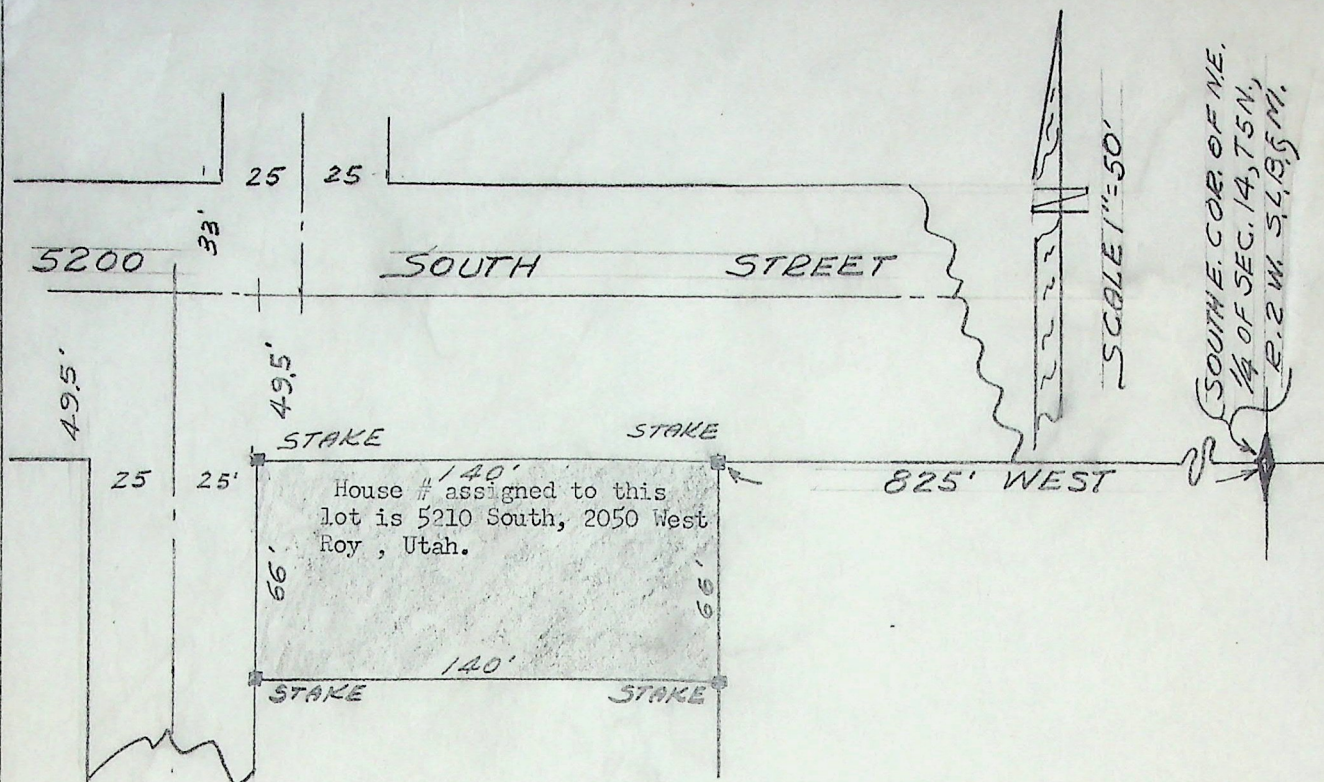 25 25
33'
5200 SOUTH STREET
49.5'
49.5'
25 25'
STAKE
STAKE
140'
House # assigned to this
lot is 5210 South, 2050 West
Roy , Utah.
66'
66'
140'
STAKE
STAKE
825' WEST
SCALE 1"=50'
SOUTH E. COR. OF N.E.
1/4 OF SEC. 14, T5N,
R. 2 W. S.L.B.&M.